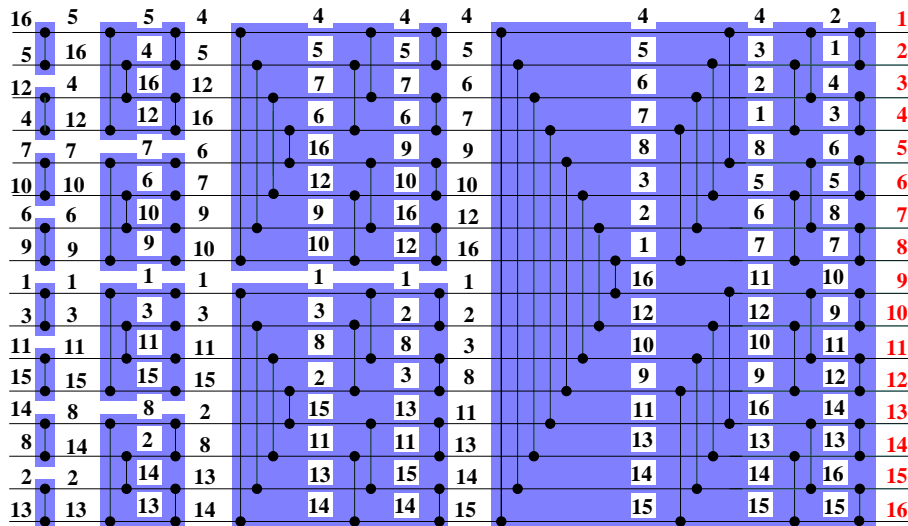 16 5 5 4 4 4 4 4 4 2 1
5 16 4 5 5 5 5 5 3 1 2
12 4 16 12 7 7 6 6 2 4 3
4 12 12 16 6 6 7 7 1 3 4
7 7 7 6 16 9 9 8 8 6 5
10 10 6 7 12 10 10 3 5 5 6
6 6 10 9 9 16 12 2 6 8 7
9 9 9 10 10 12 16 1 7 7 8
1 1 1 1 1 1 1 16 11 10 9
3 3 3 3 3 2 2 12 12 9 10
11 11 11 11 8 8 3 10 10 11 11
15 15 15 15 2 3 8 9 9 12 12
14 8 8 2 15 13 11 11 16 14 13
8 14 2 8 11 11 13 13 13 13 14
2 2 14 13 13 15 14 14 14 16 15
13 13 13 14 14 14 15 15 15 15 16